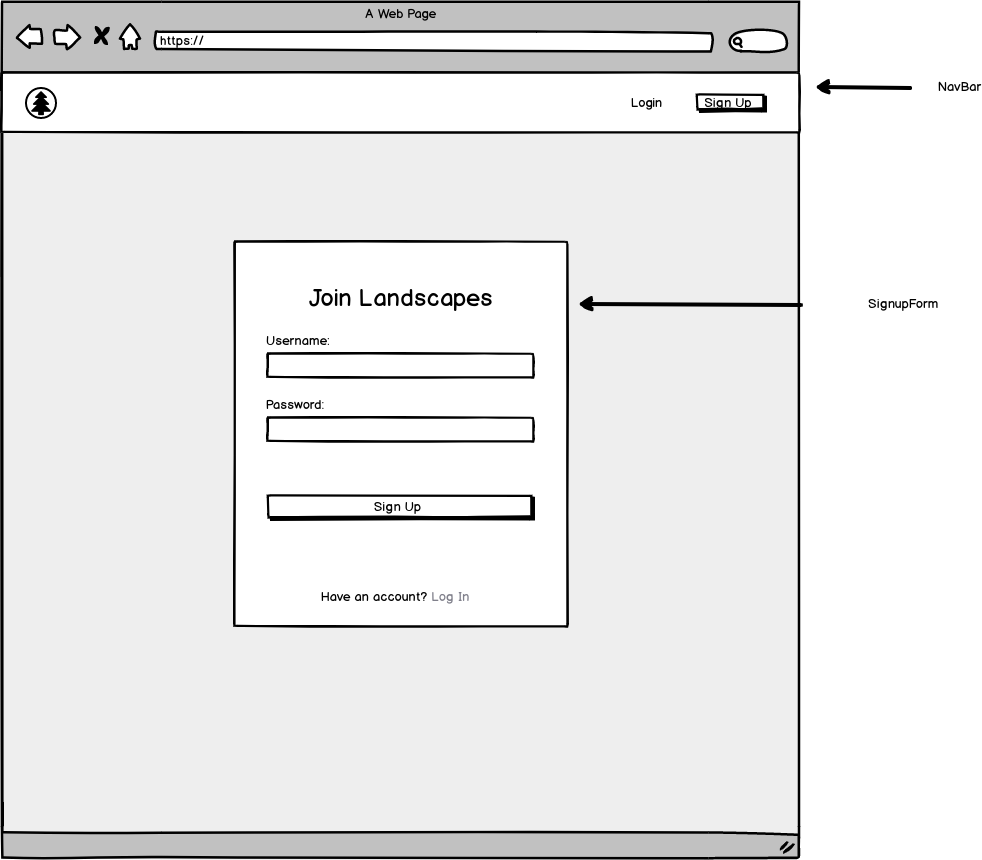 A Web Page
https://
Login Sign Up
NavBar
Join Landscapes
SignupForm
Username:
Password:
Sign Up
Have an account? Log In